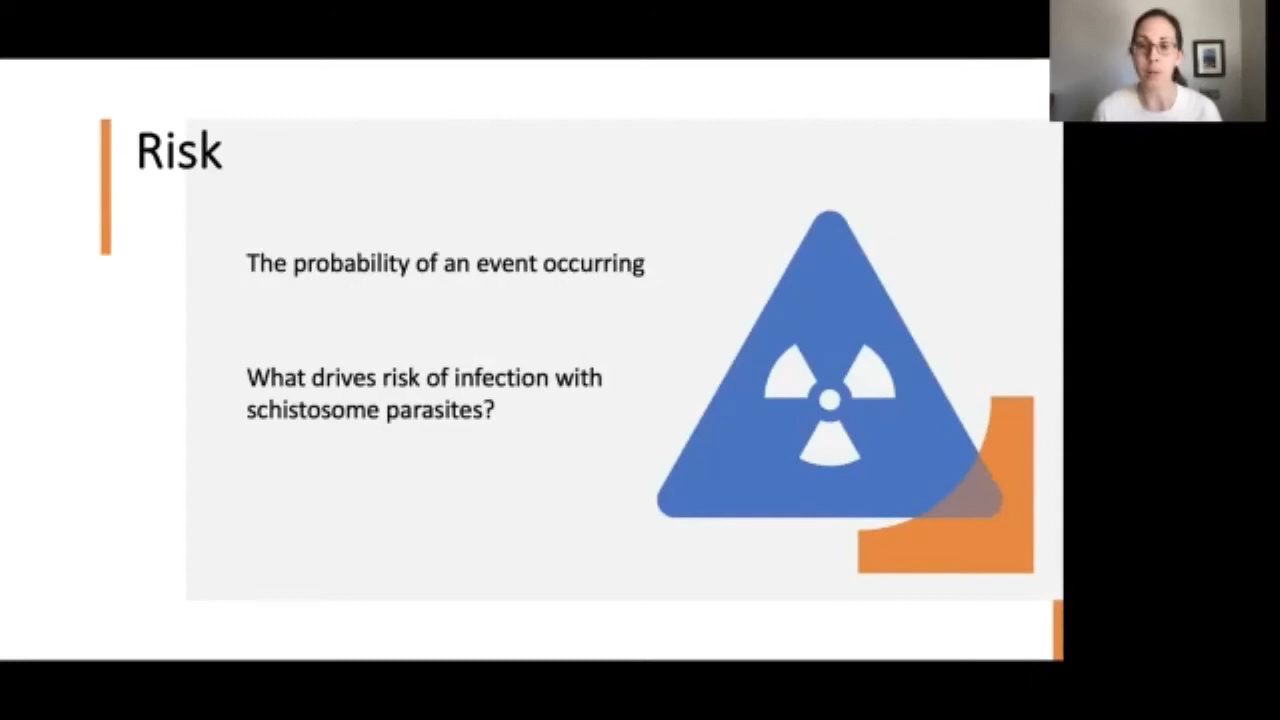 Risk
The probability of an event occurring
What drives risk of infection with
schistosome parasites?